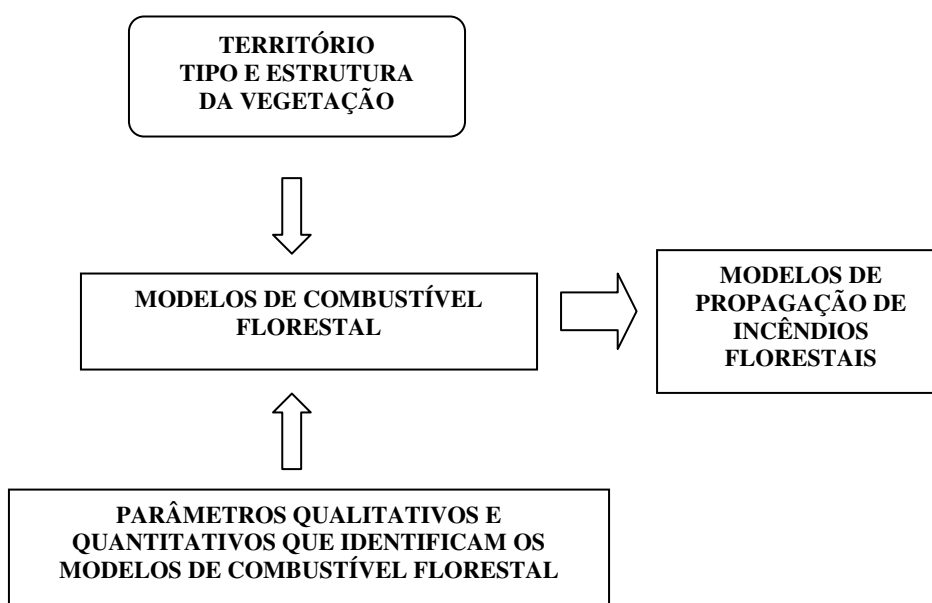 TERRITÓRIO
TIPO E ESTRUTURA
DA VEGETAÇÃO
MODELOS DE COMBUSTÍVEL
FLORESTAL
MODELOS DE
PROPAGAÇÃO DE
INCÊNDIOS
FLORESTAIS
PARÂMETROS QUALITATIVOS E
QUANTITATIVOS QUE IDENTIFICAM OS
MODELOS DE COMBUSTÍVEL FLORESTAL